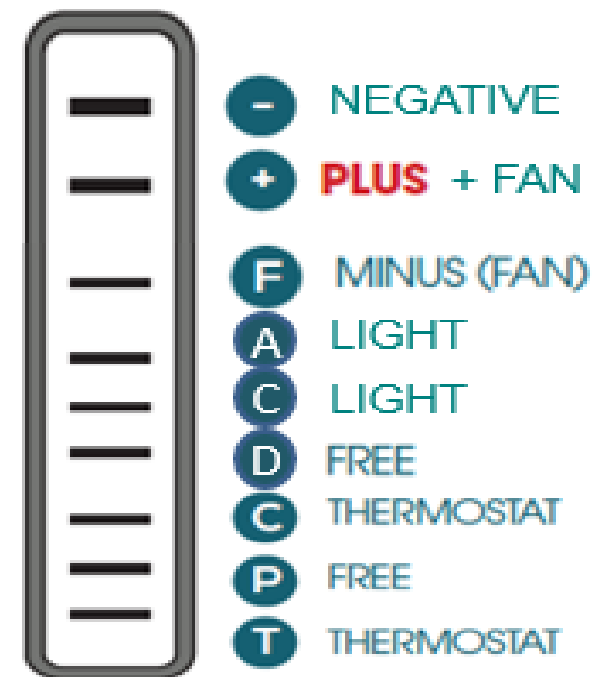 - NEGATIVE
+ PLUS + FAN
F MINUS (FAN)
A LIGHT
C LIGHT
D FREE
C THERMOSTAT
P FREE
T THERMOSTAT